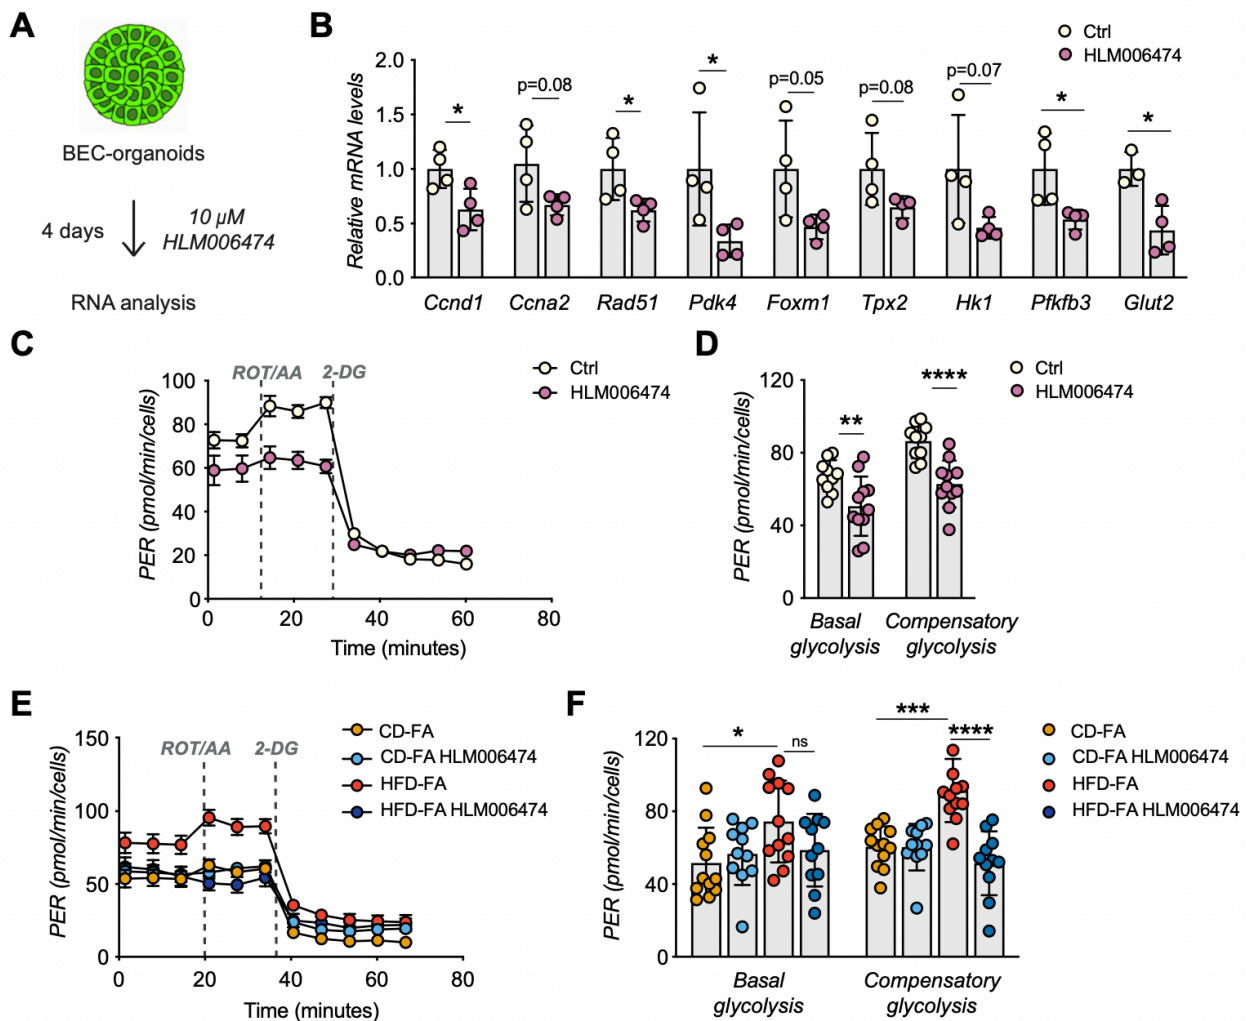 A
BEC-organoids
4 days
10 µM
HLM006474
RNA analysis
B
Ctrl
HLM006474
Relative mRNA levels
2.0
1.5
1.0
0.5
0.0
*
p=0.08
*
*
p=0.05
p=0.08
p=0.07
*
*
Ccnd1
Ccna2
Rad51
Pdk4
Foxm1
Tpx2
Hk1
Pfkfb3
Glut2
C
ROT/AA
2-DG
Ctrl
HLM006474
PER (pmol/min/cells)
100
80
60
40
20
0
0
20
40
60
80
Time (minutes)
D
Ctrl
HLM006474
PER (pmol/min/cells)
120
80
40
0
**
****
Basal
glycolysis
Compensatory
glycolysis
E
ROT/AA
2-DG
CD-FA
CD-FA HLM006474
HFD-FA
HFD-FA HLM006474
PER (pmol/min/cells)
150
100
50
0
0
20
40
60
80
Time (minutes)
F
CD-FA
CD-FA HLM006474
HFD-FA
HFD-FA HLM006474
PER (pmol/min/cells)
120
80
40
0
*
ns
***
****
Basal
glycolysis
Compensatory
glycolysis